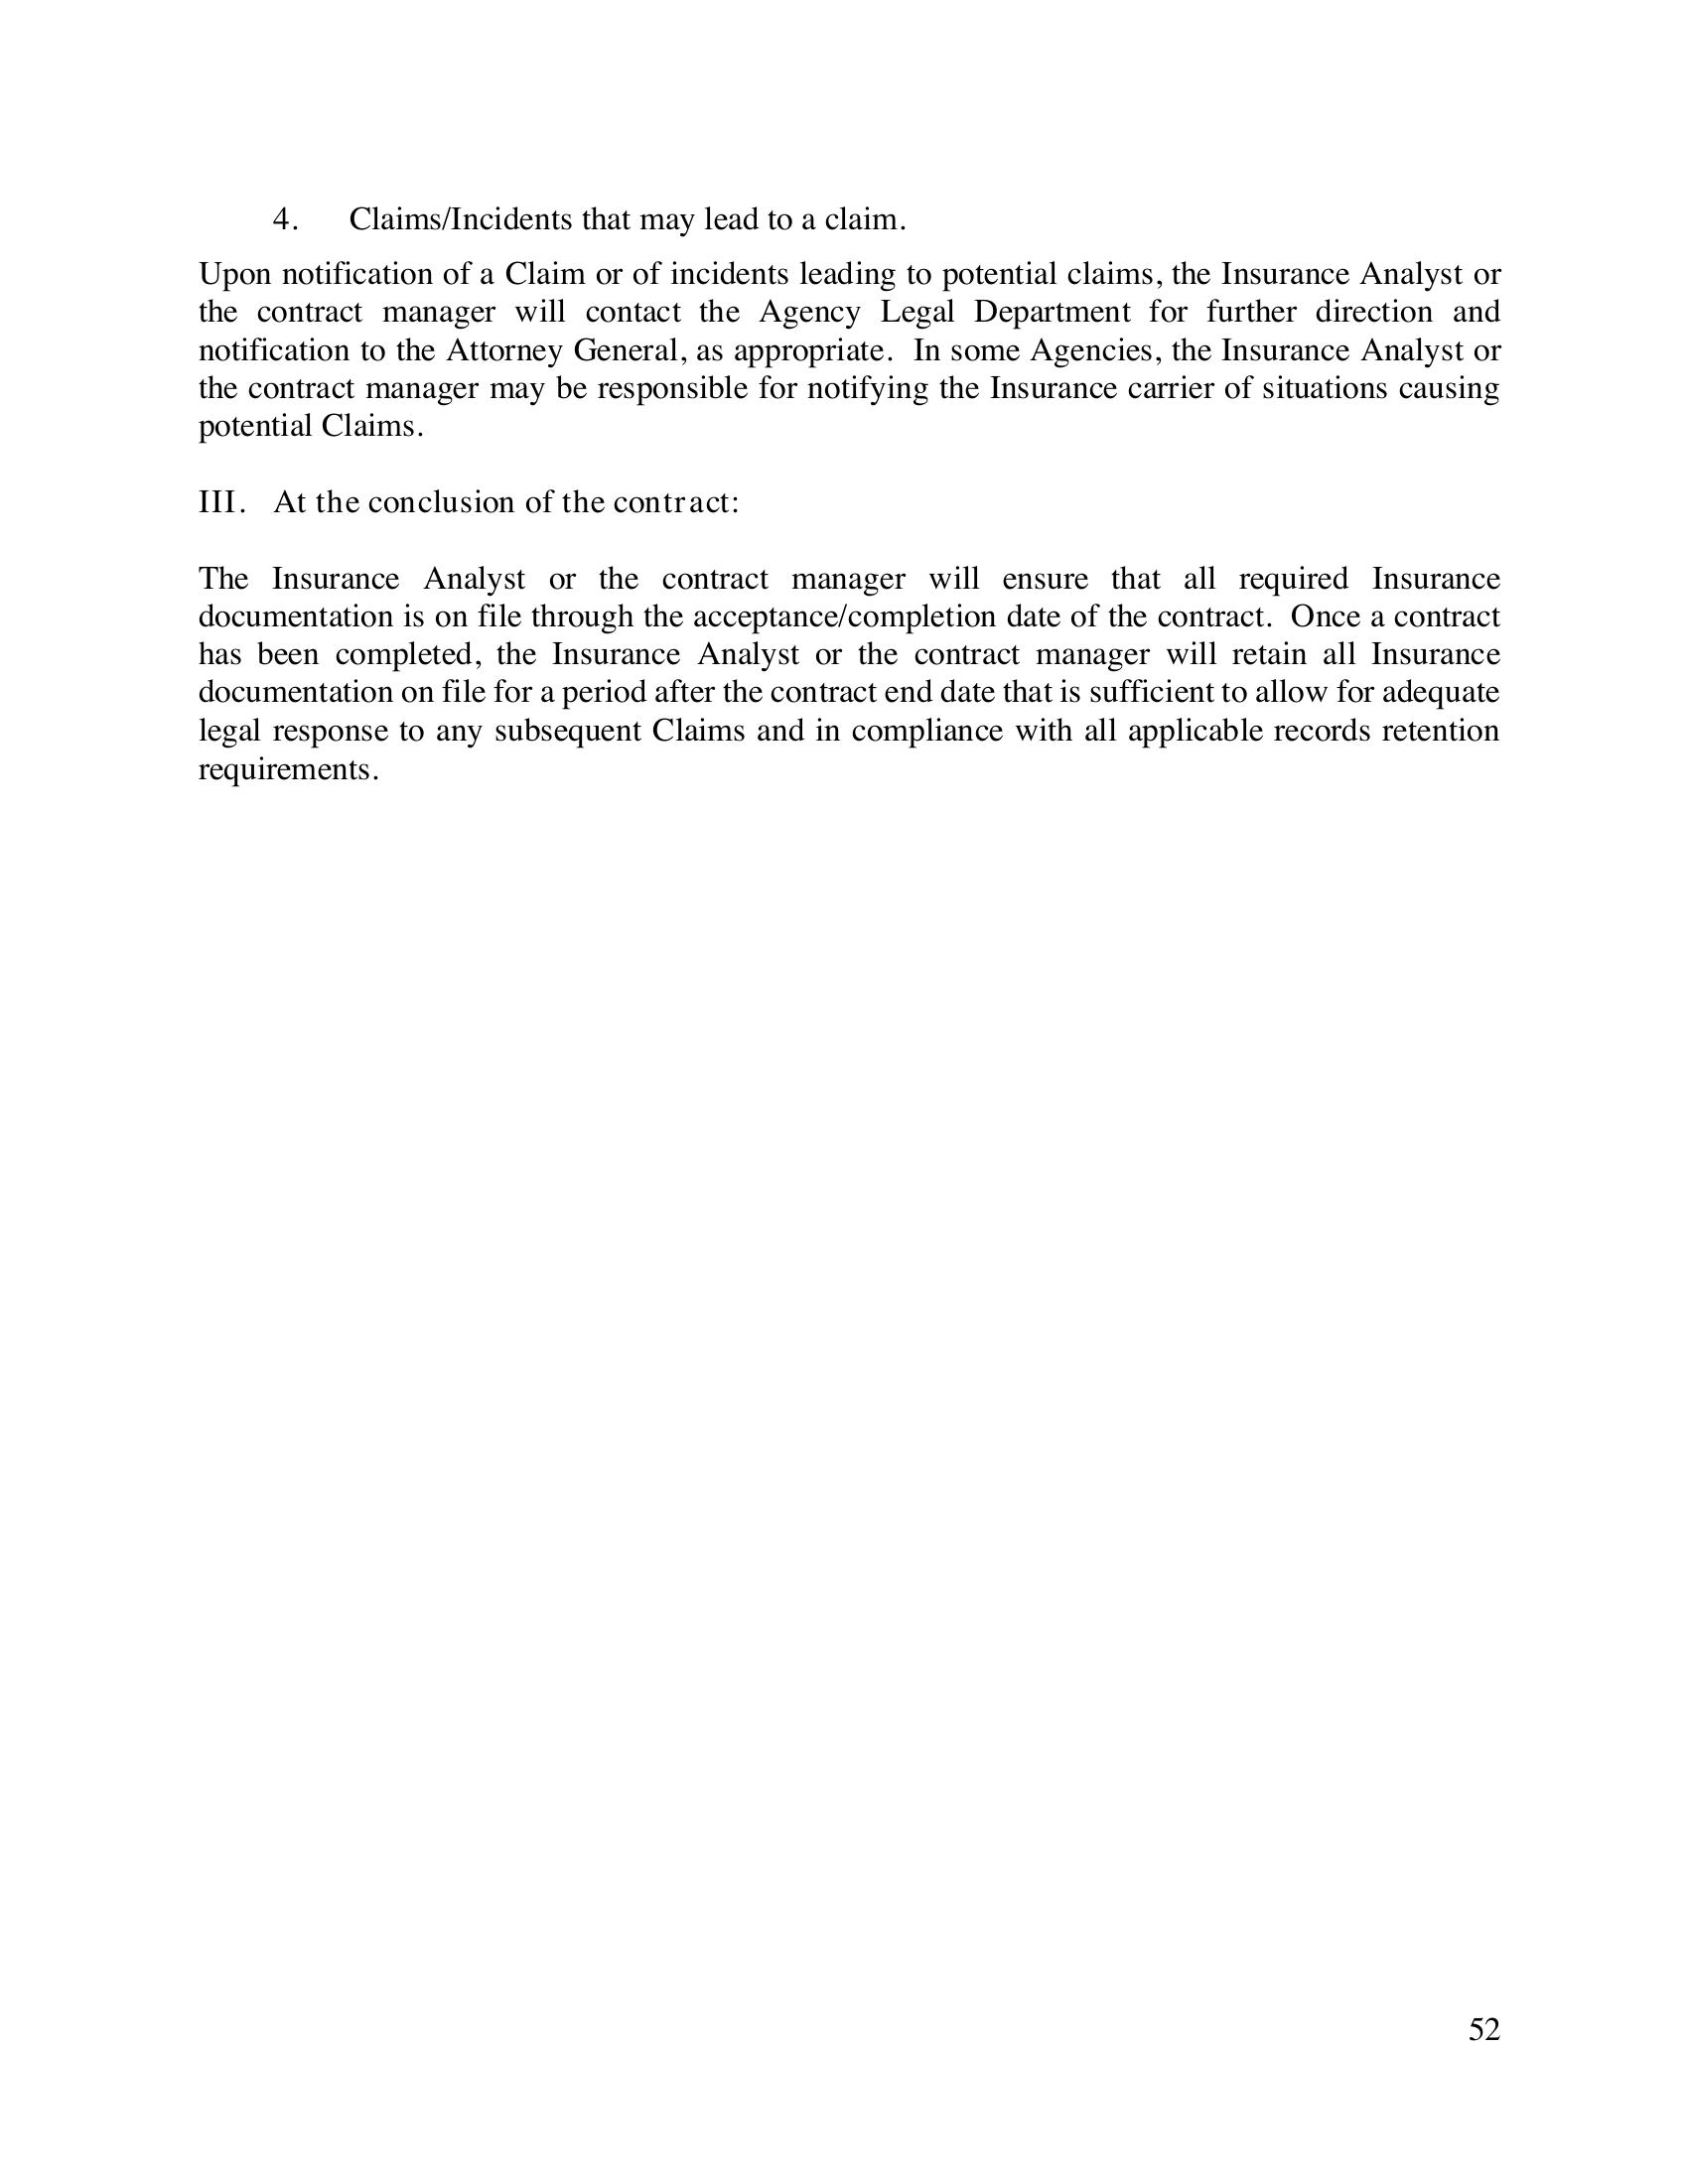 4. Claims/Incidents that may lead to a claim.
Upon notification of a Claim or of incidents leading to potential claims, the Insurance Analyst or
the contract manager will contact the Agency Legal Department for further direction and
notification to the Attorney General, as appropriate. In some Agencies, the Insurance Analyst or
the contract manager may be responsible for notifying the Insurance carrier of situations causing
potential Claims.
III. At the conclusion of the contract:
The Insurance Analyst or the contract manager will ensure that all required Insurance
documentation is on file through the acceptance/completion date of the contract. Once a contract
has been completed, the Insurance Analyst or the contract manager will retain all Insurance
documentation on file for a period after the contract end date that is sufficient to allow for adequate
legal response to any subsequent Claims and in compliance with all applicable records retention
requirements.
52